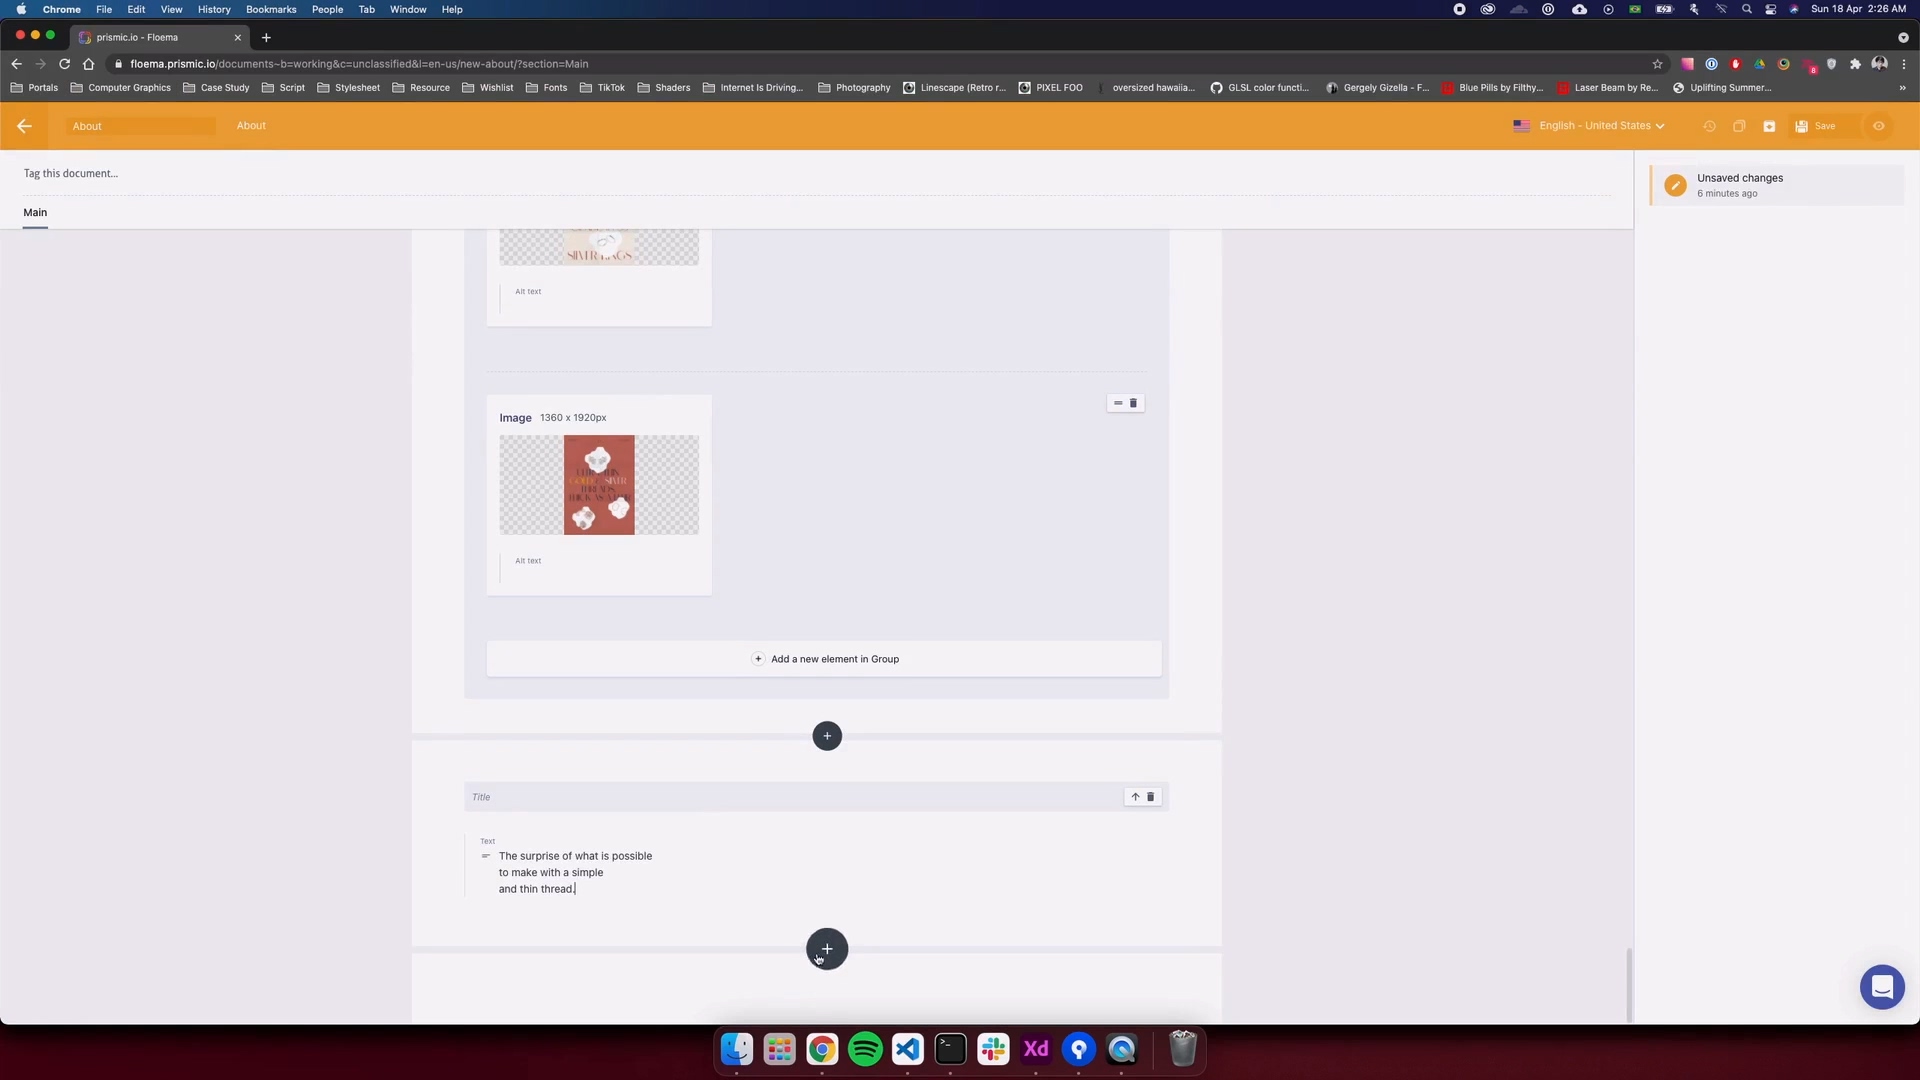 Chrome File Edit View History Bookmarks People Tab Window Help
Sun 18 Apr 2:26 AM
prismic.io - Floema
floema.prismic.io/documents~b=working&c=unclassified&l=en-us/new-about/?section=Main
Portals Computer Graphics Case Study Script Stylesheet Resource Wishlist Fonts TikTok Shaders Internet Is Driving... Photography Linescape (Retro r... PIXEL FOO oversized hawaiia... GLSL color functi... Gergely Gizella - F... Blue Pills by Filthy... Laser Beam by Re... Uplifting Summer... »
About About English - United States Save
Tag this document...
Unsaved changes
6 minutes ago
Main
Alt text
Image 1360 x 1920px
Alt text
Add a new element in Group
Title
Text
The surprise of what is possible
to make with a simple
and thin thread.
Xd